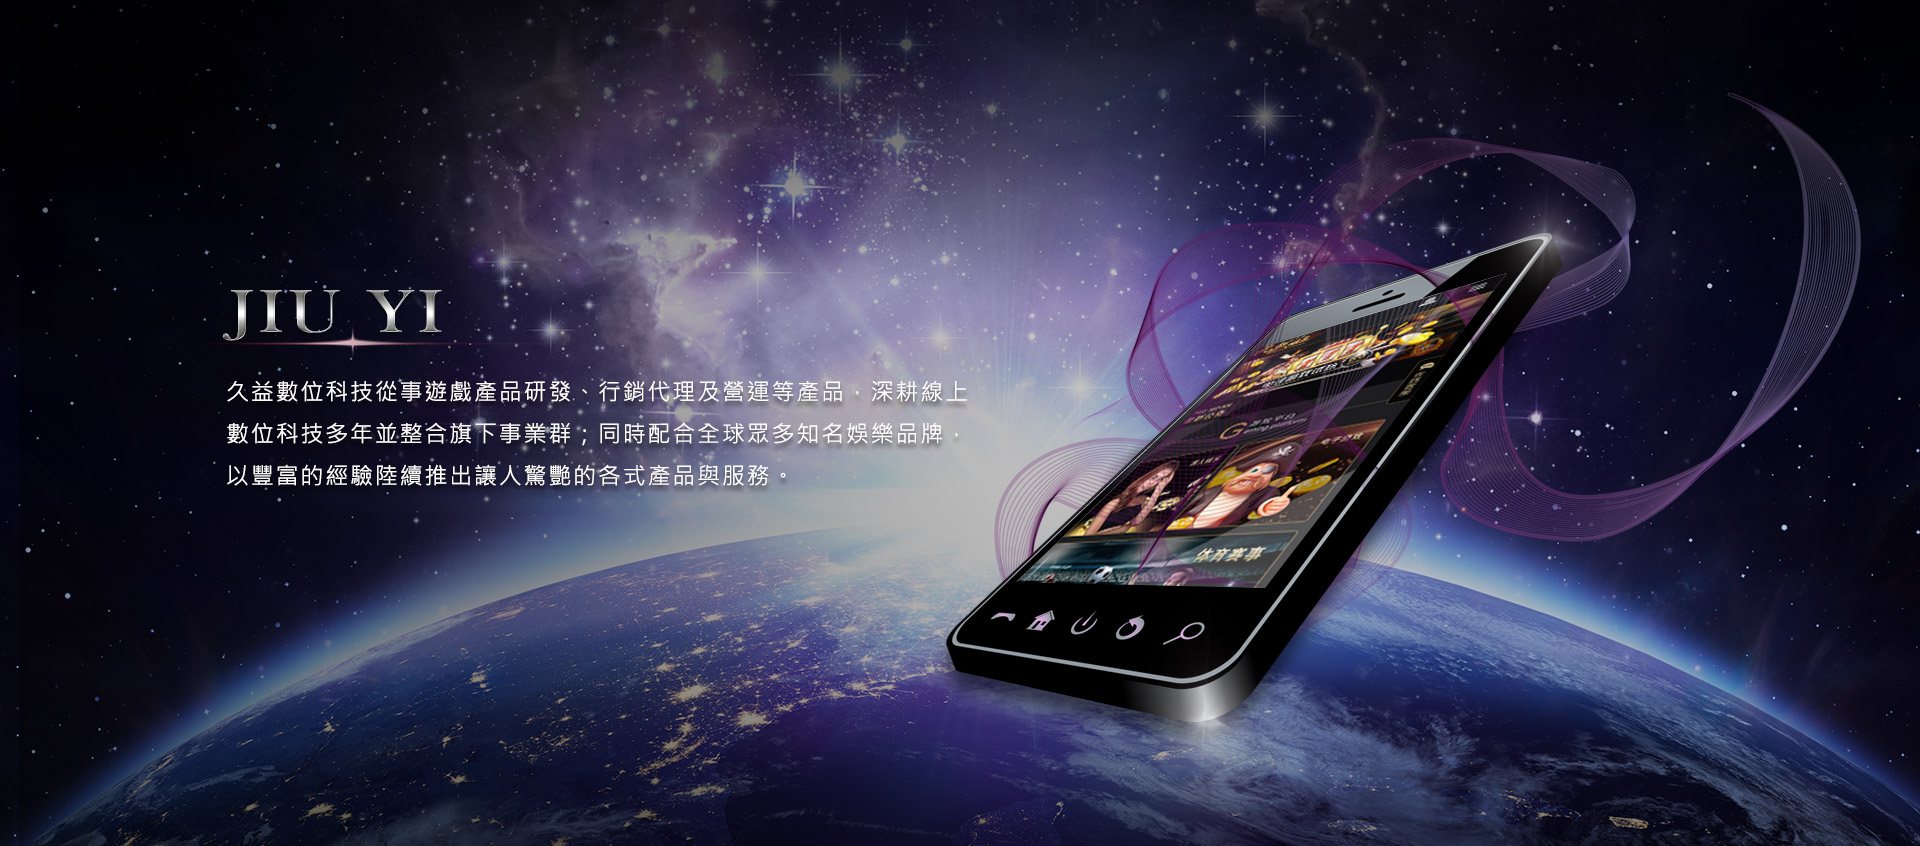 JIU YI
久益數位科技從事遊戲產品研發、行銷代理及營運等產品，深耕線上
數位科技多年並整合旗下事業群；同時配合全球眾多知名娛樂品牌，
以豐富的經驗陸續推出讓人驚艷的各式產品與服務。
体育赛事